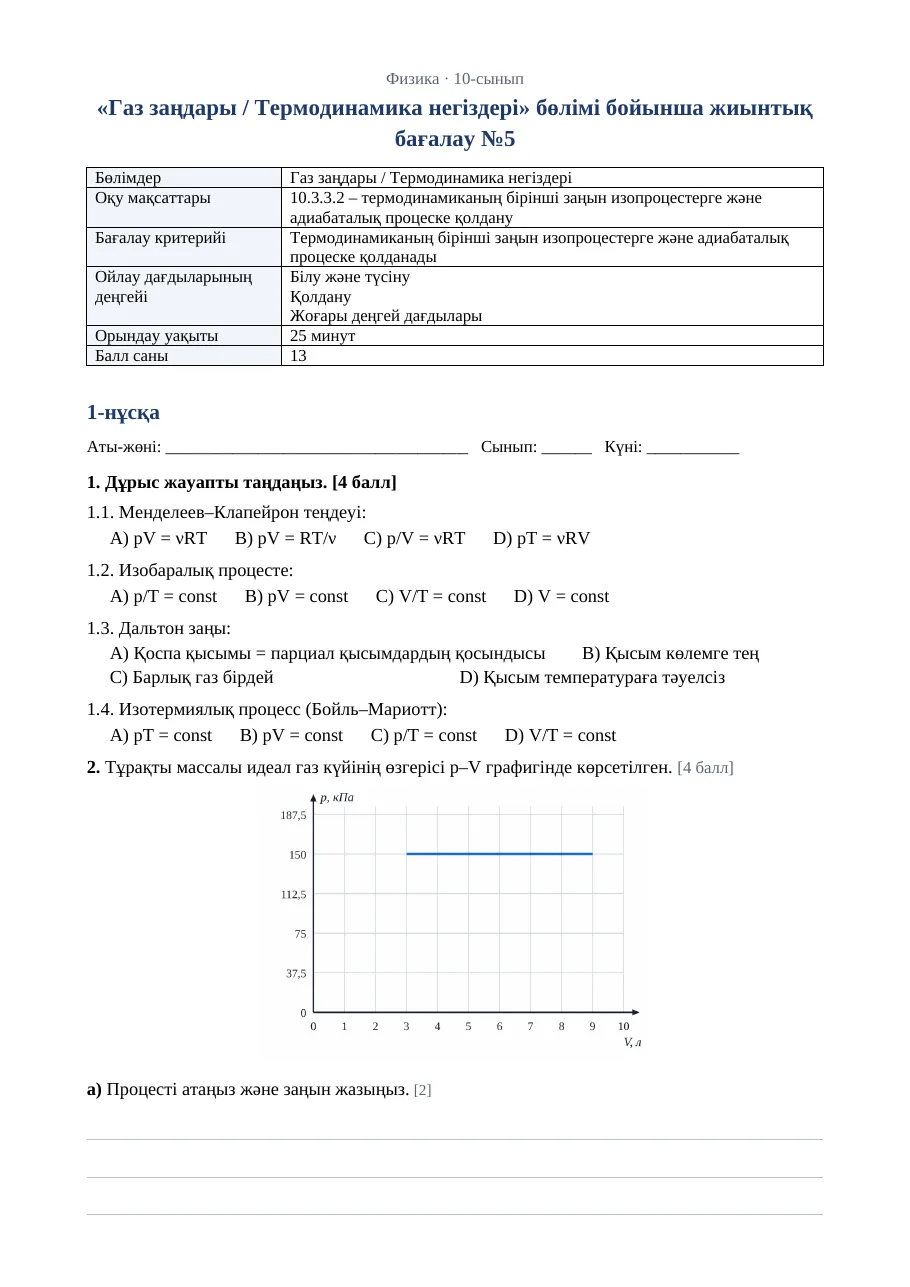 Физика · 10-сынып
«Газ заңдары / Термодинамика негіздері» бөлімі бойынша жиынтық
бағалау №5
Бөлімдер
Газ заңдары / Термодинамика негіздері
Оқу мақсаттары
10.3.3.2 – термодинамиканың бірінші заңын изопроцестерге және
адиабаталық процеске қолдану
Бағалау критерийі
Термодинамиканың бірінші заңын изопроцестерге және адиабаталық
процеске қолданады
Ойлау дағдыларының
деңгейі
Білу және түсіну
Қолдану
Жоғары деңгей дағдылары
Орындау уақыты
25 минут
Балл саны
13
1-нұсқа
Аты-жөні: ____________________________________ Сынып: ______ Күні: ___________
1. Дұрыс жауапты таңдаңыз. [4 балл]
1.1. Менделеев–Клапейрон теңдеуі:
A) pV = νRT B) pV = RT/ν C) p/V = νRT D) pT = νRV
1.2. Изобаралық процесте:
A) p/T = const B) pV = const C) V/T = const D) V = const
1.3. Дальтон заңы:
A) Қоспа қысымы = парциал қысымдардың қосындысы B) Қысым көлемге тең
C) Барлық газ бірдей D) Қысым температураға тәуелсіз
1.4. Изотермиялық процесс (Бойль–Мариотт):
A) pT = const B) pV = const C) p/T = const D) V/T = const
2. Тұрақты массалы идеал газ күйінің өзгерісі p–V графигінде көрсетілген. [4 балл]
p, кПа
187,5
150
112,5
75
37,5
0
0 1 2 3 4 5 6 7 8 9 10
V, л
а) Процесті атаңыз және заңын жазыңыз. [2]